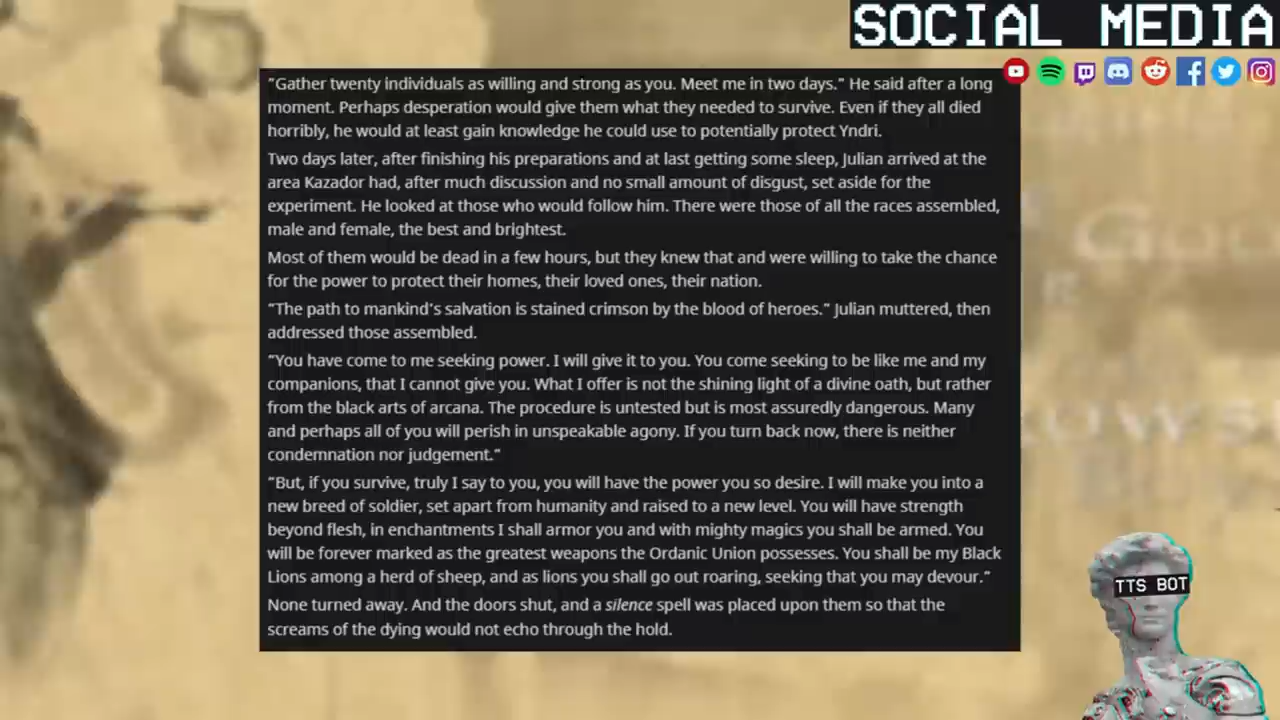 SOCIAL MEDIA
"Gather twenty individuals as willing and strong as you. Meet me in two days." He said after a long
moment. Perhaps desperation would give them what they needed to survive. Even if they all died
horribly, he would at least gain knowledge he could use to potentially protect Yndri.
Two days later, after finishing his preparations and at last getting some sleep, Julian arrived at the
area Kazador had, after much discussion and no small amount of disgust, set aside for the
experiment. He looked at those who would follow him. There were those of all the races assembled,
male and female, the best and brightest.
Most of them would be dead in a few hours, but they knew that and were willing to take the chance
for the power to protect their homes, their loved ones, their nation.
"The path to mankind's salvation is stained crimson by the blood of heroes." Julian muttered, then
addressed those assembled.
"You have come to me seeking power. I will give it to you. You come seeking to be like me and my
companions, that I cannot give you. What I offer is not the shining light of a divine oath, but rather
from the black arts of arcana. The procedure is untested but is most assuredly dangerous. Many
and perhaps all of you will perish in unspeakable agony. If you turn back now, there is neither
condemnation nor judgement."
"But, if you survive, truly I say to you, you will have the power you so desire. I will make you into a
new breed of soldier, set apart from humanity and raised to a new level. You will have strength
beyond flesh, in enchantments I shall armor you and with mighty magics you shall be armed. You
will be forever marked as the greatest weapons the Ordanic Union possesses. You shall be my Black
Lions among a herd of sheep, and as lions you shall go out roaring, seeking that you may devour."
None turned away. And the doors shut, and a silence spell was placed upon them so that the
screams of the dying would not echo through the hold.
TTS BOT